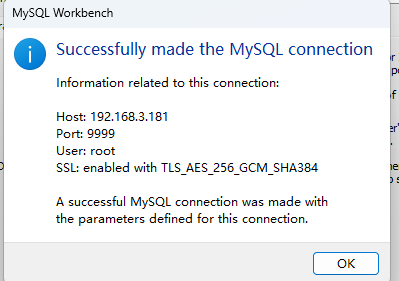 MySQL Workbench
Successfully made the MySQL connection
Information related to this connection:
Host: 192.168.3.181
Port: 9999
User: root
SSL: enabled with TLS_AES_256_GCM_SHA384
A successful MySQL connection was made with
the parameters defined for this connection.
OK